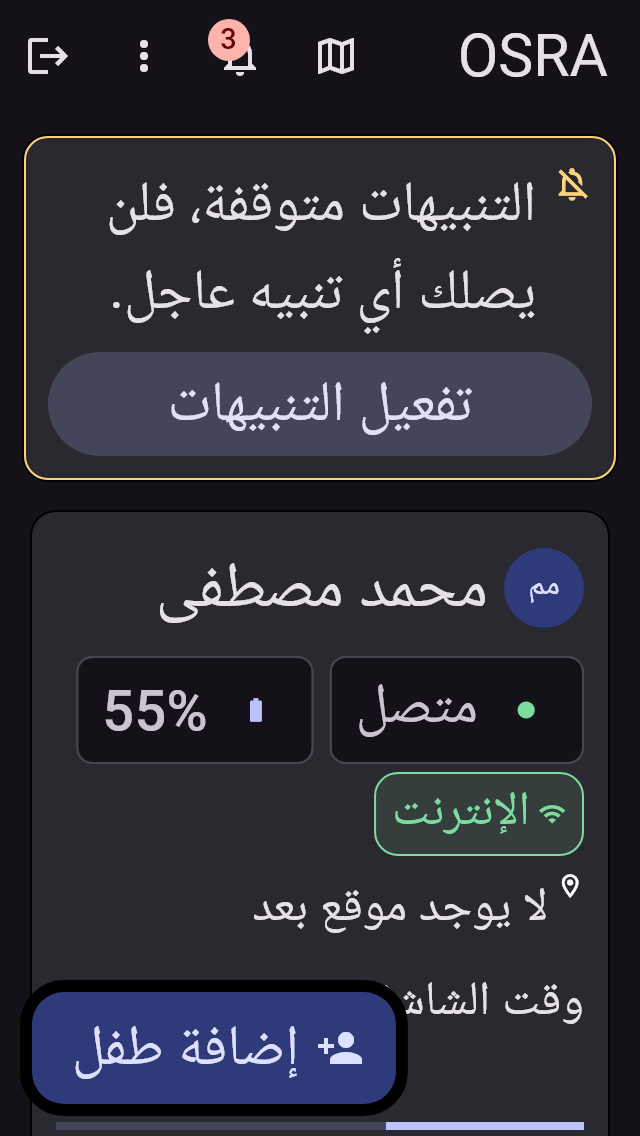 OSRA
3
التنبيهات متوقفة، فلن
يصلك أي تنبيه عاجل.
تفعيل التنبيهات
مم
محمد مصطفى
متصل
55%
الإنترنت
لا يوجد موقع بعد
وقت
إضافة طفل